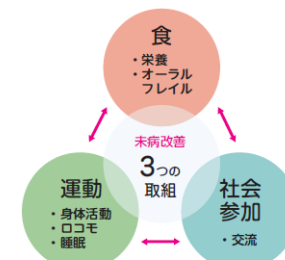 食
・栄養
・オーラル
フレイル
未病改善
3つの
取組
運動
・身体活動
・ロコモ
・睡眠
社会
参加
・交流